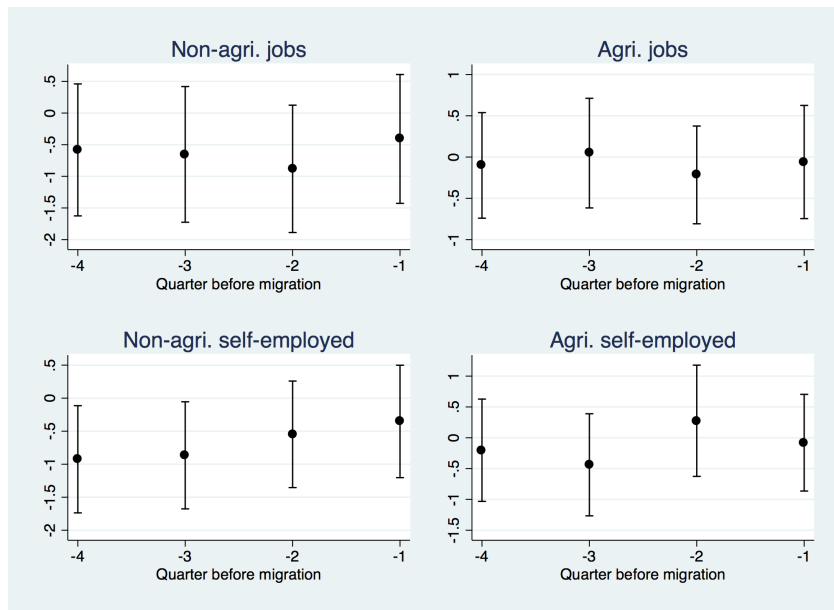 Non-agri. jobs
.5
0
-.5
-1
-1.5
-2
-4 -3 -2 -1
Quarter before migration
Agri. jobs
1
.5
0
-.5
-1
-4 -3 -2 -1
Quarter before migration
Non-agri. self-employed
.5
0
-.5
-1
-1.5
-2
-4 -3 -2 -1
Quarter before migration
Agri. self-employed
1
.5
0
-.5
-1
-1.5
-4 -3 -2 -1
Quarter before migration